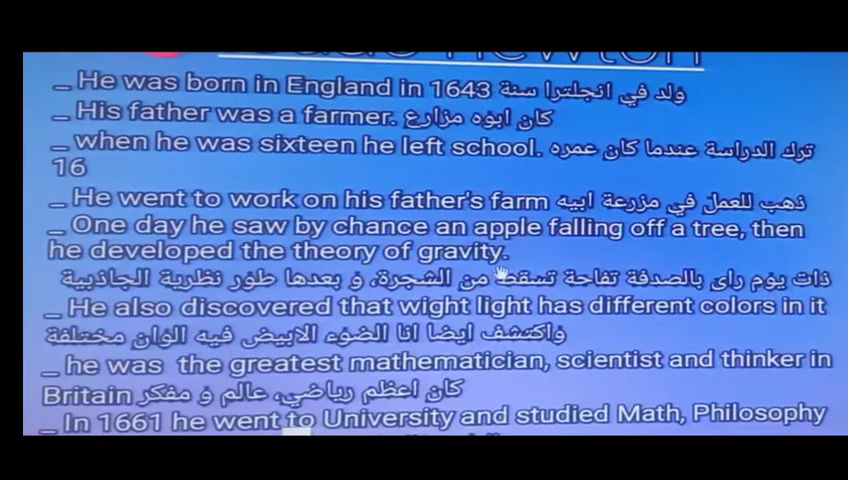 _ He was born in England in 1643 ولد في انجلترا سنة
_ His father was a farmer. كان ابوه مزارع
_ when he was sixteen he left school. ترك الدراسة عندما كان عمره
16
_ He went to work on his father's farm ذهب للعمل في مزرعة ابيه
_ One day he saw by chance an apple falling off a tree, then
he developed the theory of gravity.
ذات يوم راى بالصدفة تفاحة تسقط من الشجرة، و بعدها طور نظرية الجاذبية
_ He also discovered that wight light has different colors in it
واكتشف ايضا انا الضوء الابيض فيه الوان مختلفة
_ he was the greatest mathematician, scientist and thinker in
Britain كان اعظم رياضي، عالم و مفكر
_ In 1661 he went to University and studied Math, Philosophy